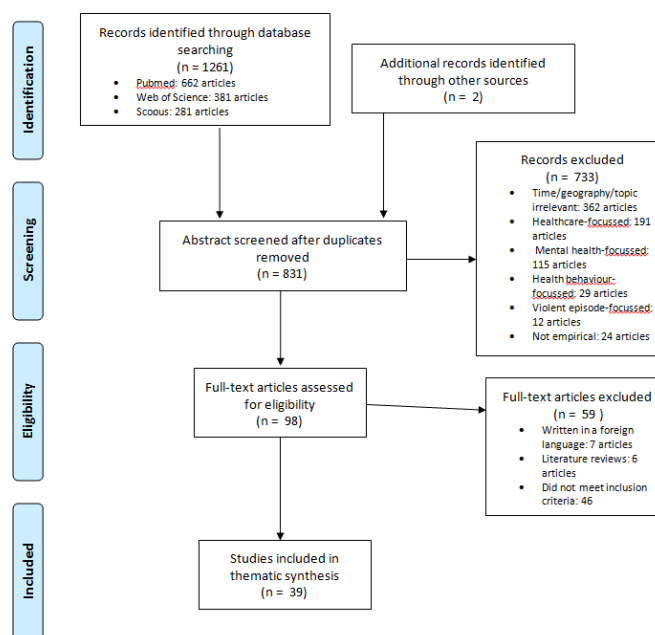 Identification
Records identified through database
searching
(n = 1261)
• Pubmed: 662 articles
• Web of Science: 381 articles
• Scopus: 281 articles
Additional records identified
through other sources
(n = 2)
Screening
Abstract screened after duplicates
removed
(n = 831)
Records excluded
(n = 733)
• Time/geography/topic
irrelevant: 362 articles
• Healthcare-focussed: 191
articles
• Mental health-focussed:
115 articles
• Health behaviour-
focussed: 29 articles
• Violent episode-focussed:
12 articles
• Not empirical: 24 articles
Eligibility
Full-text articles assessed
for eligibility
(n = 98)
Full-text articles excluded
(n = 59 )
• Written in a foreign
language: 7 articles
• Literature reviews: 6
articles
• Did not meet inclusion
criteria: 46
Included
Studies included in
thematic synthesis
(n = 39)